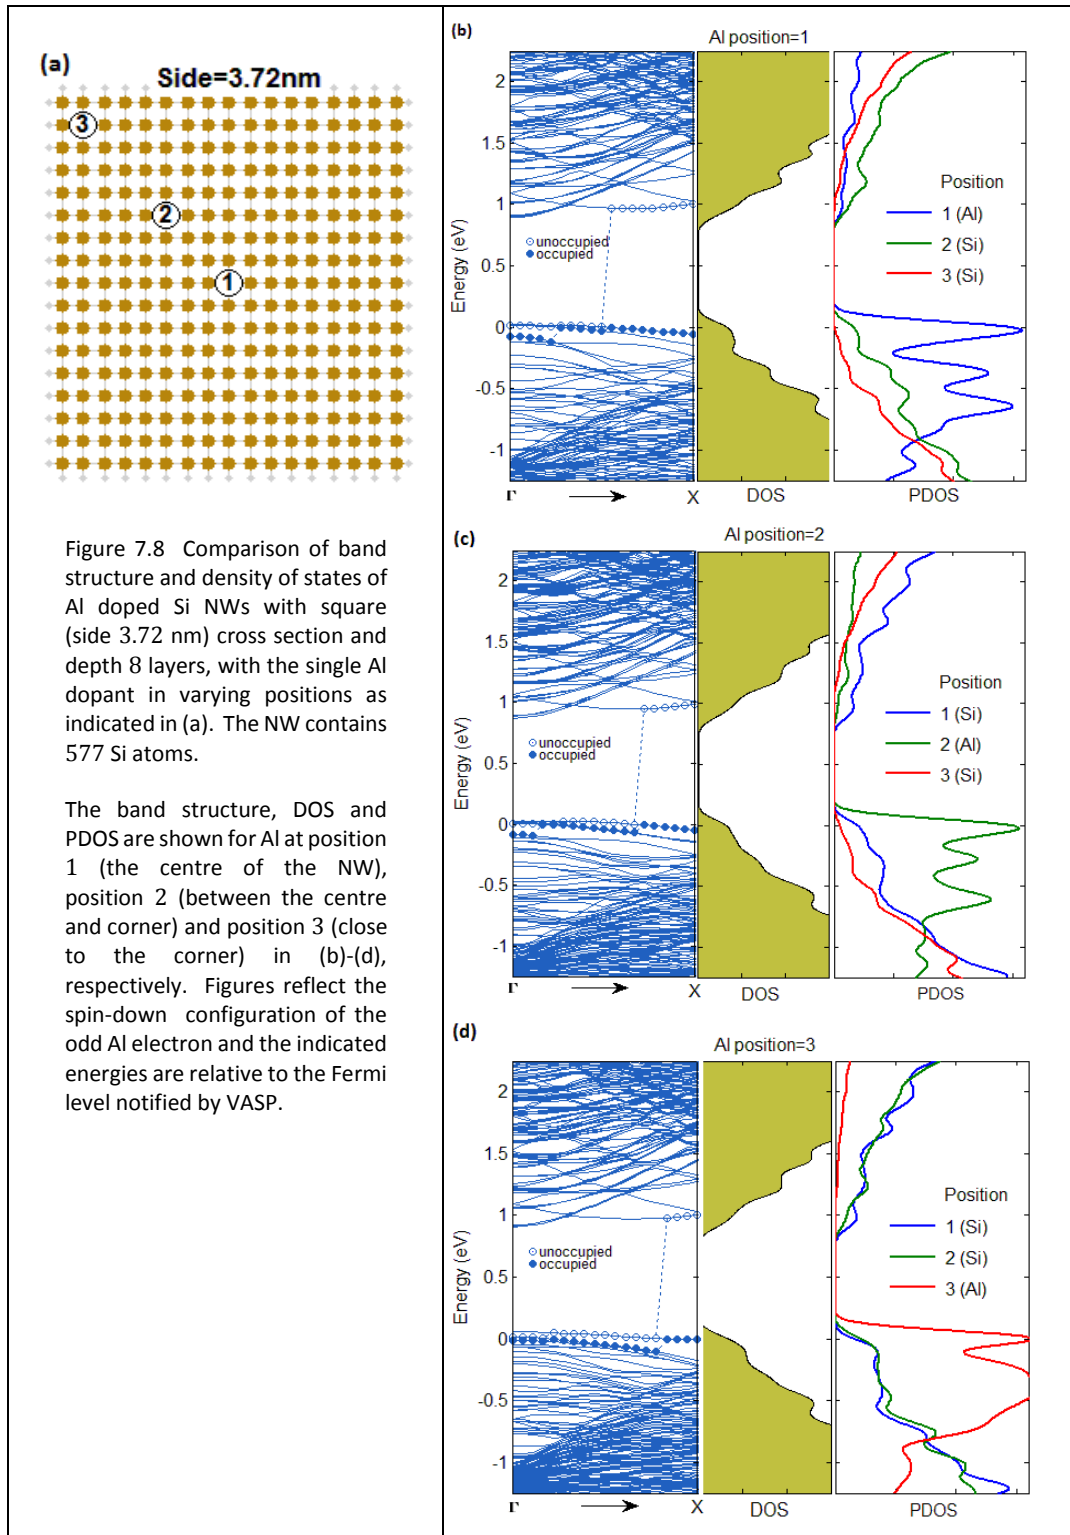 (a)
Side=3.72nm
3
2
1
Figure 7.8 Comparison of band
structure and density of states of
Al doped Si NWs with square
(side 3.72 nm) cross section and
depth 8 layers, with the single Al
dopant in varying positions as
indicated in (a). The NW contains
577 Si atoms.
The band structure, DOS and
PDOS are shown for Al at position
1 (the centre of the NW),
position 2 (between the centre
and corner) and position 3 (close
to the corner) in (b)-(d),
respectively. Figures reflect the
spin-down configuration of the
odd Al electron and the indicated
energies are relative to the Fermi
level notified by VASP.
(b)
Al position=1
Energy (eV)
2
1.5
1
0.5
0
-0.5
-1
unoccupied
occupied
Γ
X
DOS
Position
1 (Al)
2 (Si)
3 (Si)
PDOS
(c)
Al position=2
Energy (eV)
2
1.5
1
0.5
0
-0.5
-1
unoccupied
occupied
Γ
X
DOS
Position
1 (Si)
2 (Al)
3 (Si)
PDOS
(d)
Al position=3
Energy (eV)
2
1.5
1
0.5
0
-0.5
-1
unoccupied
occupied
Γ
X
DOS
Position
1 (Si)
2 (Si)
3 (Al)
PDOS